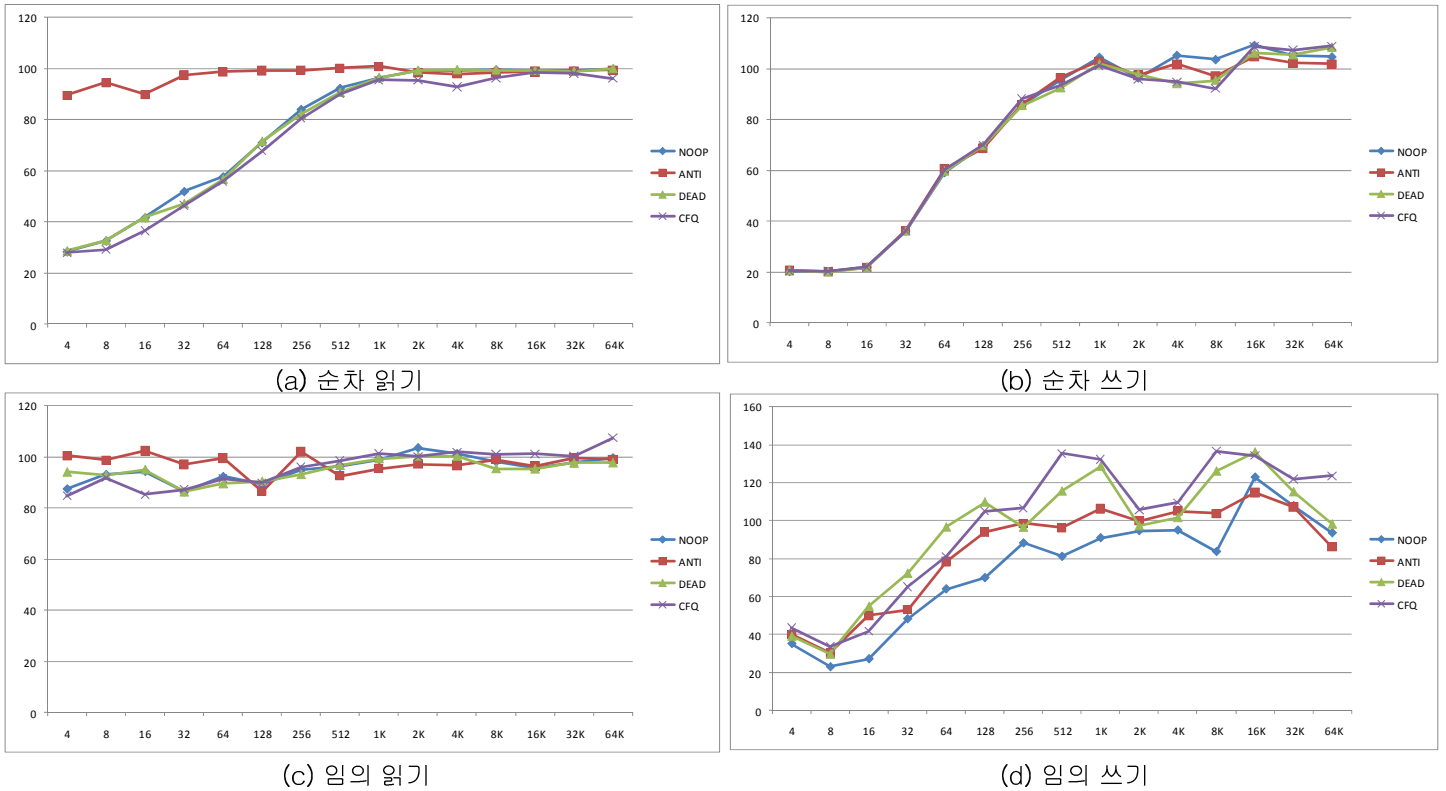 120
100
80
60
40
20
0
4 8 16 32 64 128 256 512 1K 2K 4K 8K 16K 32K 64K
NOOP
ANTI
DEAD
CFQ
(a) 순차 읽기
120
100
80
60
40
20
0
4 8 16 32 64 128 256 512 1K 2K 4K 8K 16K 32K 64K
NOOP
ANTI
DEAD
CFQ
(b) 순차 쓰기
120
100
80
60
40
20
0
4 8 16 32 64 128 256 512 1K 2K 4K 8K 16K 32K 64K
NOOP
ANTI
DEAD
CFQ
(c) 임의 읽기
160
140
120
100
80
60
40
20
0
4 8 16 32 64 128 256 512 1K 2K 4K 8K 16K 32K 64K
NOOP
ANTI
DEAD
CFQ
(d) 임의 쓰기